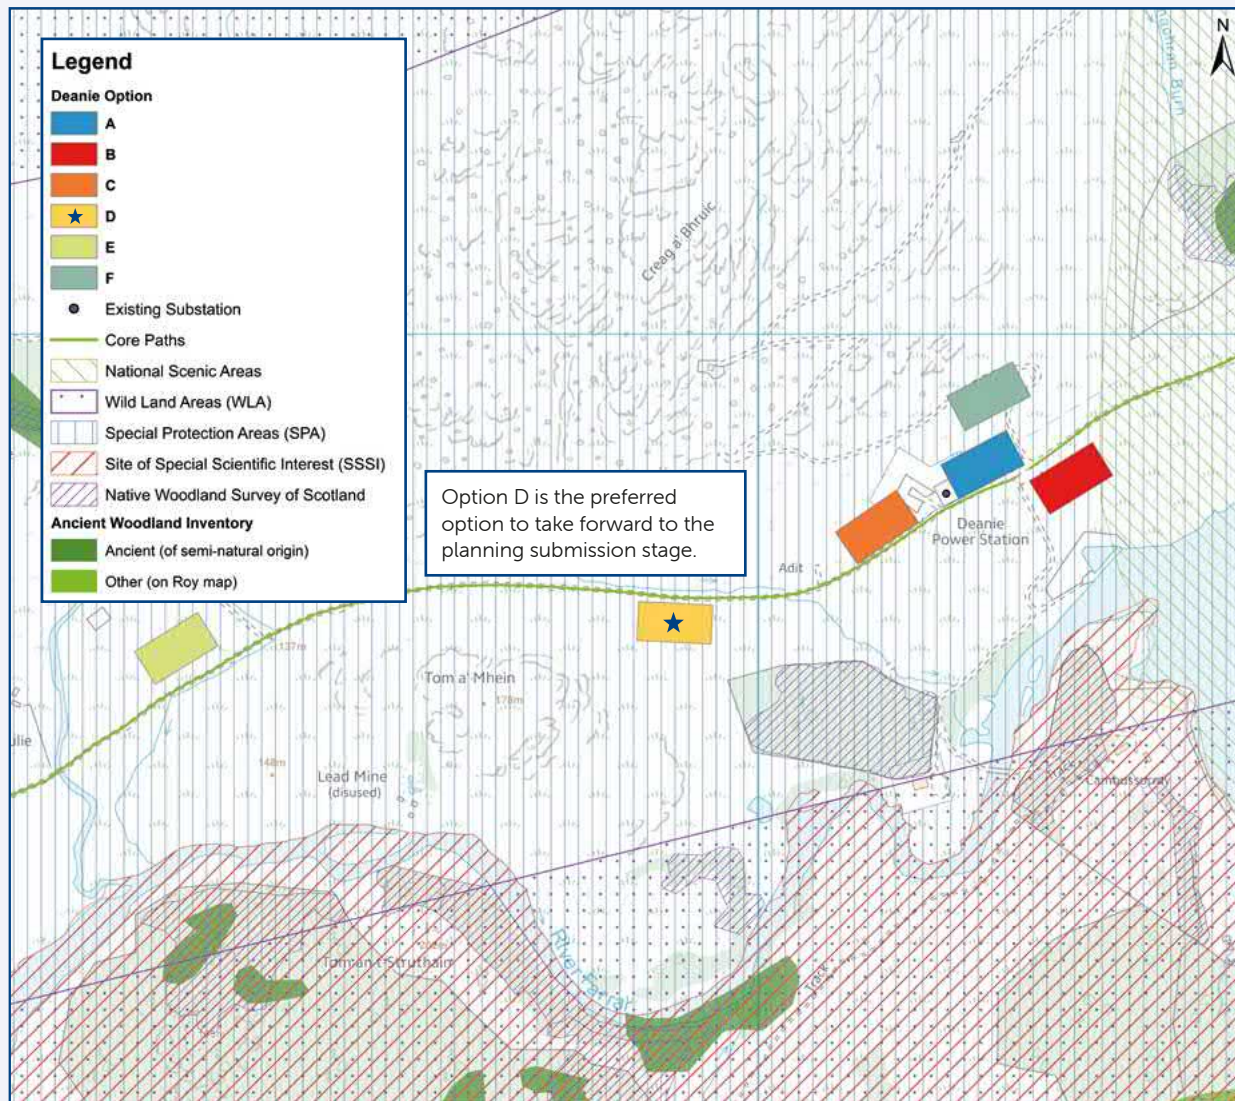 N
Legend
Deanie Option
A
B
C
D
E
F
Existing Substation
Core Paths
National Scenic Areas
Wild Land Areas (WLA)
Special Protection Areas (SPA)
Site of Special Scientific Interest (SSSI)
Native Woodland Survey of Scotland
Ancient Woodland Inventory
Ancient (of semi-natural origin)
Other (on Roy map)
Creag a' Bhruic
Option D is the preferred
option to take forward to the
planning submission stage.
Deanie
Power Station
Adit
137m
Tom a' Mhein
178m
148m
Lead Mine
(disused)
Track
River Farrar
Track